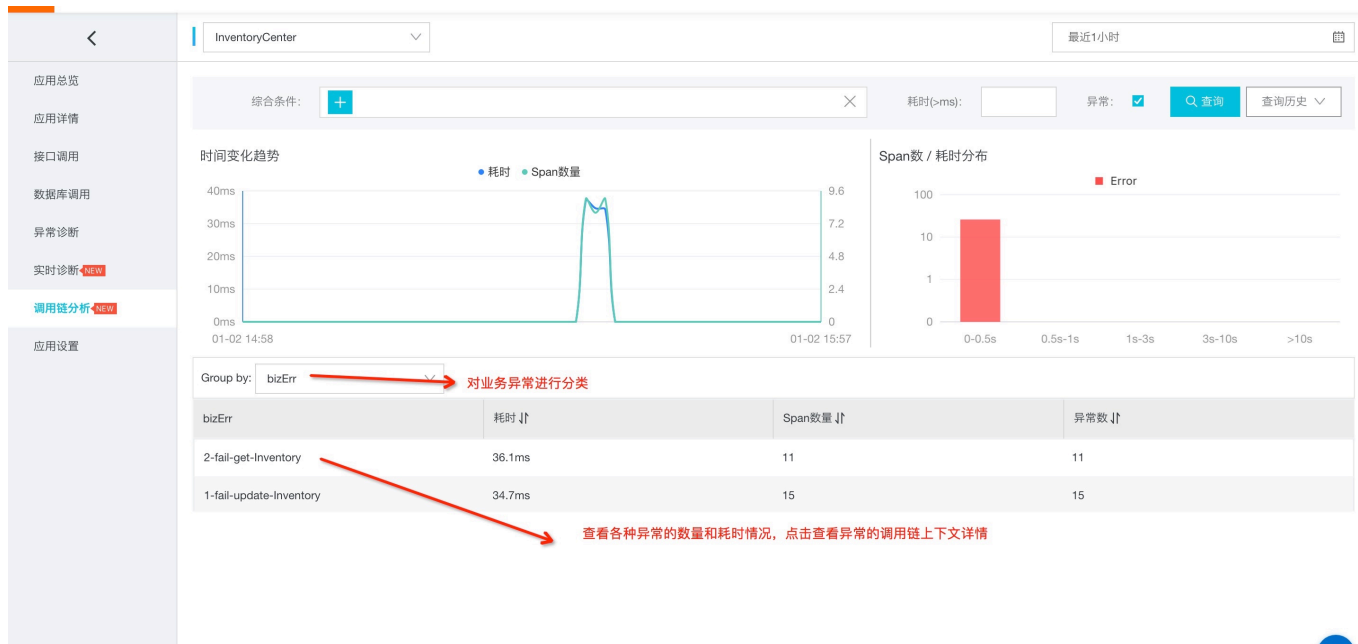 InventoryCenter
最近1小时
应用总览
应用详情
接口调用
数据库调用
异常诊断
实时诊断 NEW
调用链分析 NEW
应用设置
综合条件: +
耗时(>ms):
异常:
查询
查询历史
时间变化趋势
耗时 Span数量
40ms
30ms
20ms
10ms
0ms
9.6
7.2
4.8
2.4
0
01-02 14:58
01-02 15:57
Span数 / 耗时分布
Error
100
10
1
0
0-0.5s 0.5s-1s 1s-3s 3s-10s >10s
Group by: bizErr
对业务异常进行分类
bizErr 耗时 Span数量 异常数
2-fail-get-Inventory 36.1ms 11 11
1-fail-update-Inventory 34.7ms 15 15
查看各种异常的数量和耗时情况，点击查看异常的调用链上下文详情